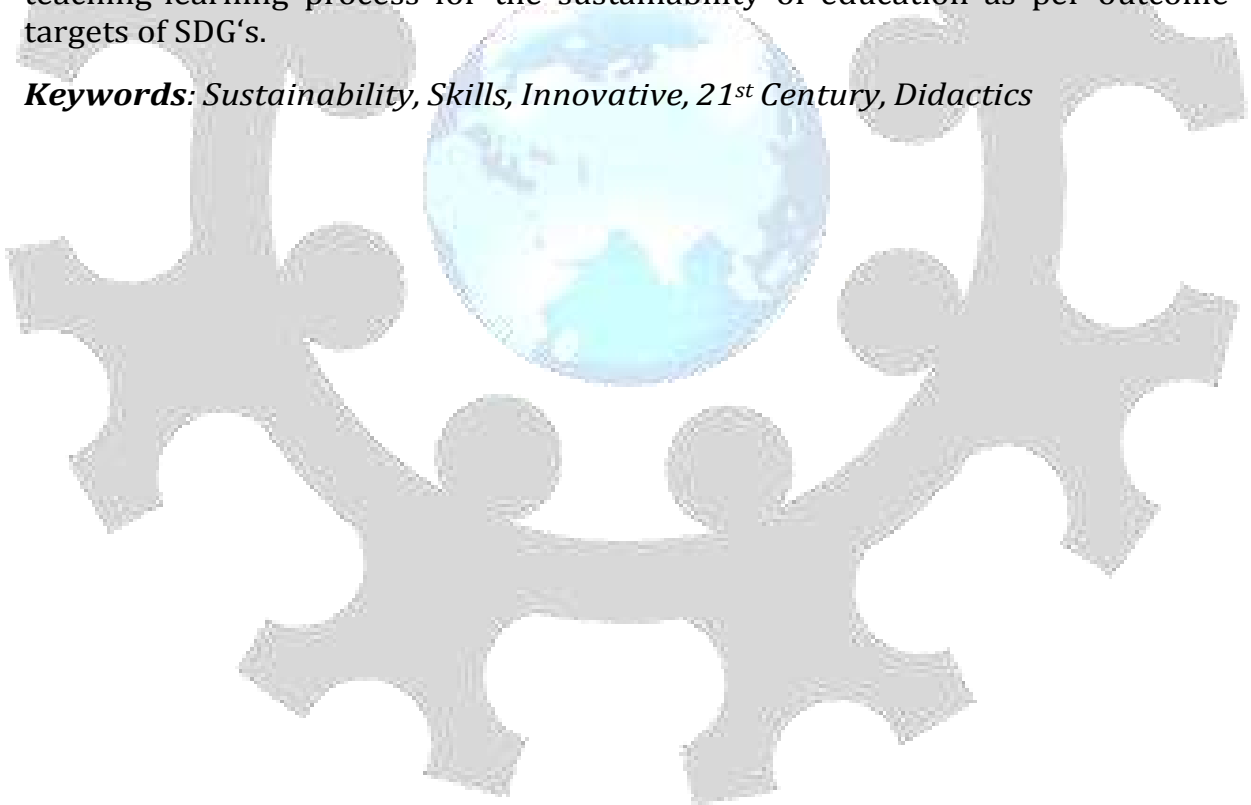 teaching-learning process for the sustainability of education as per outcome
targets of SDG‘s.
Keywords: Sustainability, Skills, Innovative, 21st Century, Didactics